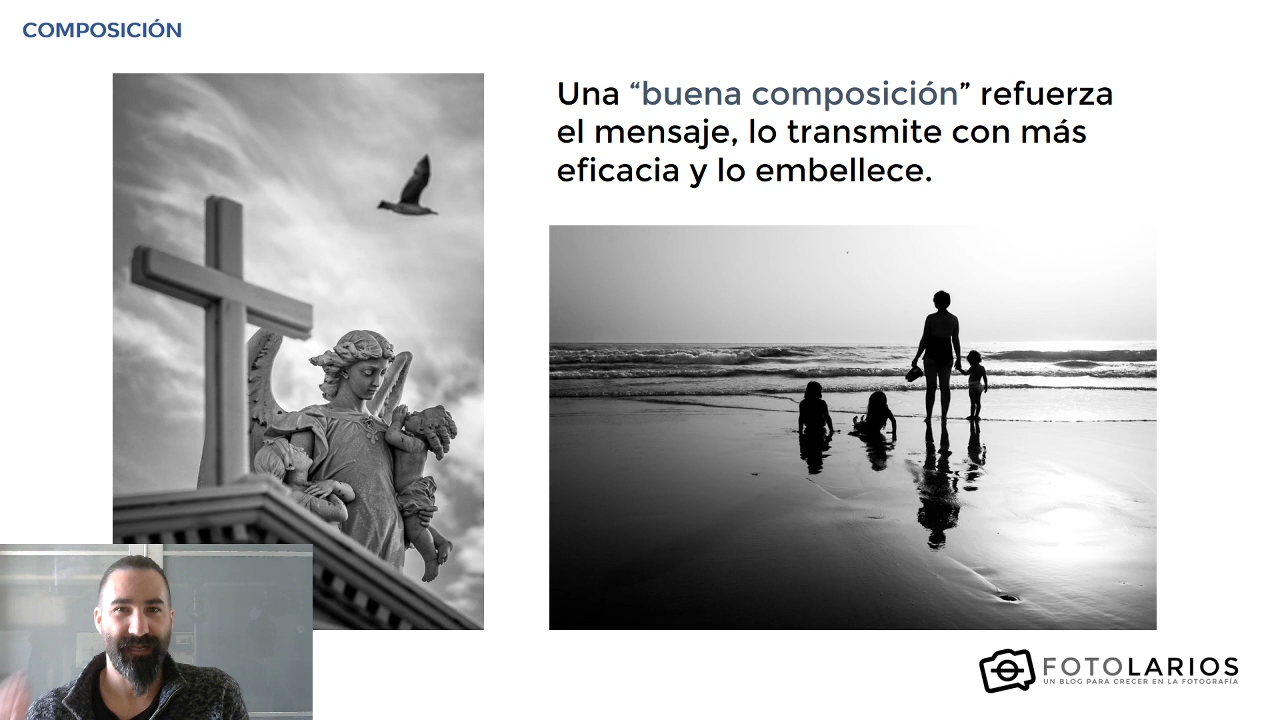 COMPOSICIÓN
Una “buena composición” refuerza
el mensaje, lo transmite con más
eficacia y lo embellece.
FOTOLARIOS
UN BLOG PARA CRECER EN LA FOTOGRAFÍA